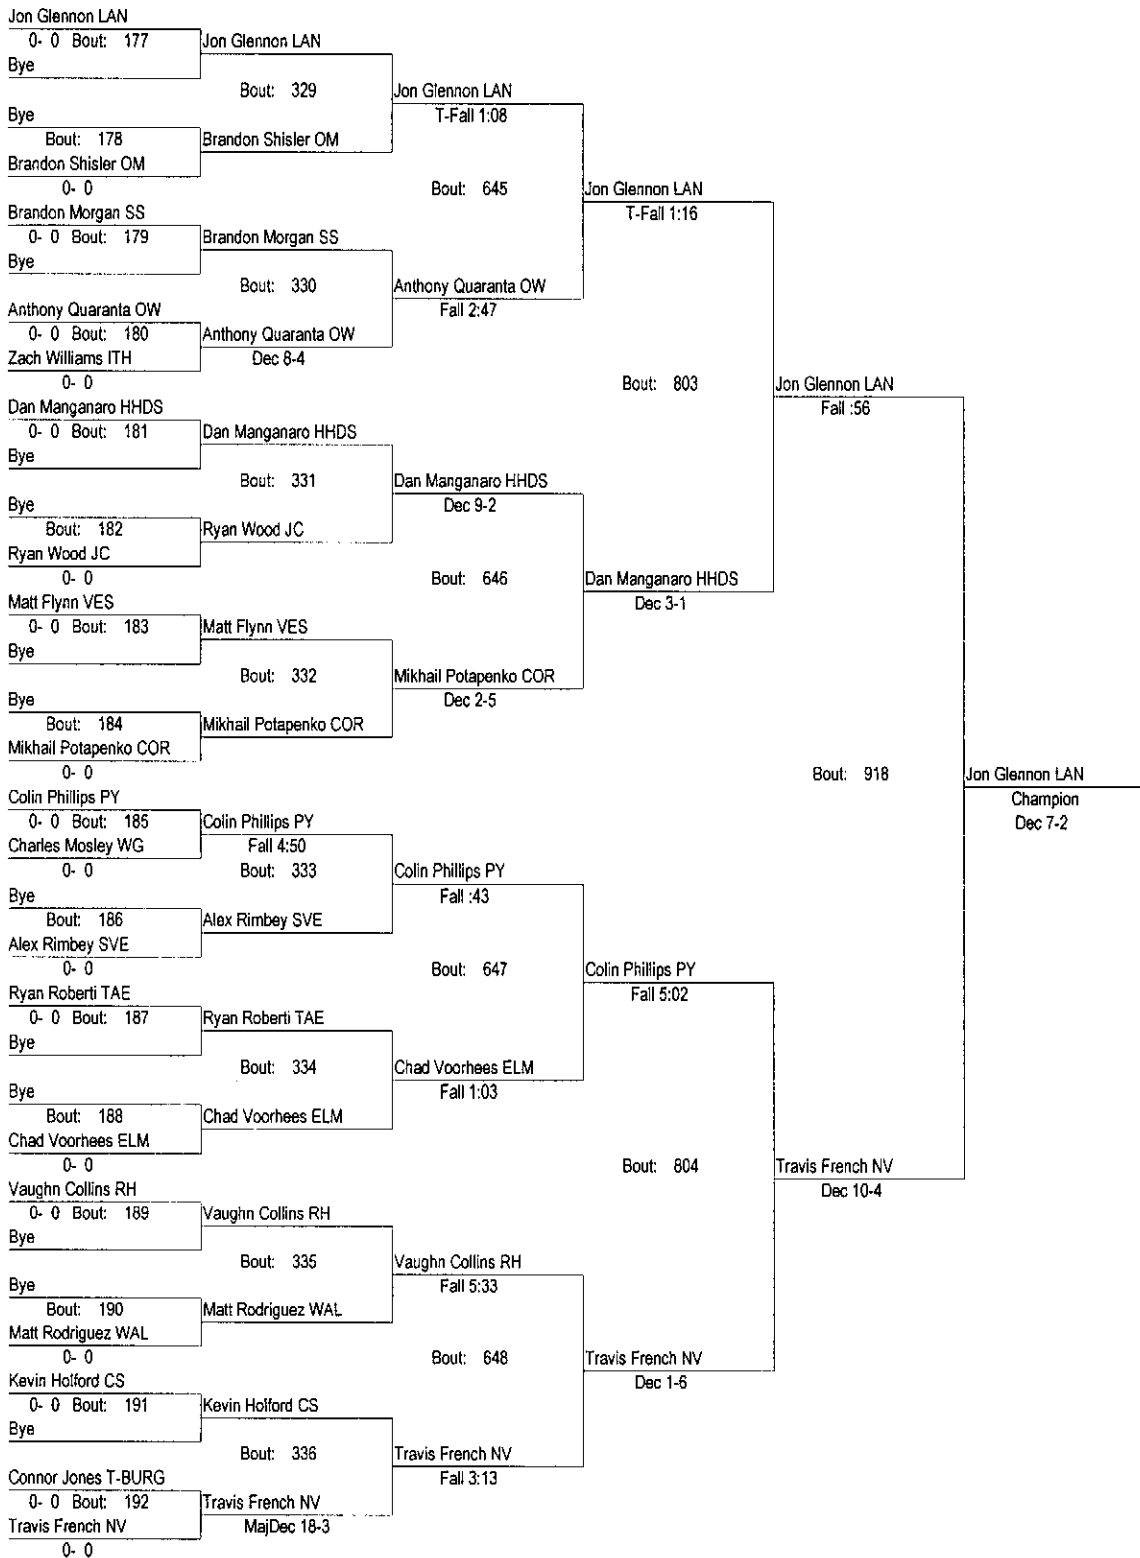 Jon Glennon LAN
0- 0 Bout: 177
Bye
Jon Glennon LAN
Bout: 329
Bye
Bout: 178
Brandon Shisler OM
0- 0
Brandon Shisler OM
Jon Glennon LAN
T-Fall 1:08
Bout: 645
Brandon Morgan SS
0- 0 Bout: 179
Bye
Brandon Morgan SS
Bout: 330
Anthony Quaranta OW
0- 0 Bout: 180
Zach Williams ITH
0- 0
Anthony Quaranta OW
Dec 8-4
Anthony Quaranta OW
Fall 2:47
Jon Glennon LAN
T-Fall 1:16
Bout: 803
Dan Manganaro HHDS
0- 0 Bout: 181
Bye
Dan Manganaro HHDS
Bout: 331
Bye
Bout: 182
Ryan Wood JC
0- 0
Ryan Wood JC
Dan Manganaro HHDS
Dec 9-2
Bout: 646
Matt Flynn VES
0- 0 Bout: 183
Bye
Matt Flynn VES
Bout: 332
Bye
Bout: 184
Mikhail Potapenko COR
0- 0
Mikhail Potapenko COR
Mikhail Potapenko COR
Dec 2-5
Dan Manganaro HHDS
Dec 3-1
Jon Glennon LAN
Fall :56
Bout: 918
Colin Phillips PY
0- 0 Bout: 185
Charles Mosley WG
0- 0
Colin Phillips PY
Fall 4:50
Bout: 333
Bye
Bout: 186
Alex Rimbey SVE
0- 0
Alex Rimbey SVE
Colin Phillips PY
Fall :43
Bout: 647
Ryan Roberti TAE
0- 0 Bout: 187
Bye
Ryan Roberti TAE
Bout: 334
Bye
Bout: 188
Chad Voorhees ELM
0- 0
Chad Voorhees ELM
Chad Voorhees ELM
Fall 1:03
Colin Phillips PY
Fall 5:02
Bout: 804
Vaughn Collins RH
0- 0 Bout: 189
Bye
Vaughn Collins RH
Bout: 335
Bye
Bout: 190
Matt Rodriguez WAL
0- 0
Matt Rodriguez WAL
Vaughn Collins RH
Fall 5:33
Bout: 648
Kevin Holford CS
0- 0 Bout: 191
Bye
Kevin Holford CS
Bout: 336
Connor Jones T-BURG
0- 0 Bout: 192
Travis French NV
0- 0
Travis French NV
MajDec 18-3
Travis French NV
Fall 3:13
Travis French NV
Dec 1-6
Travis French NV
Dec 10-4
Jon Glennon LAN
Champion
Dec 7-2